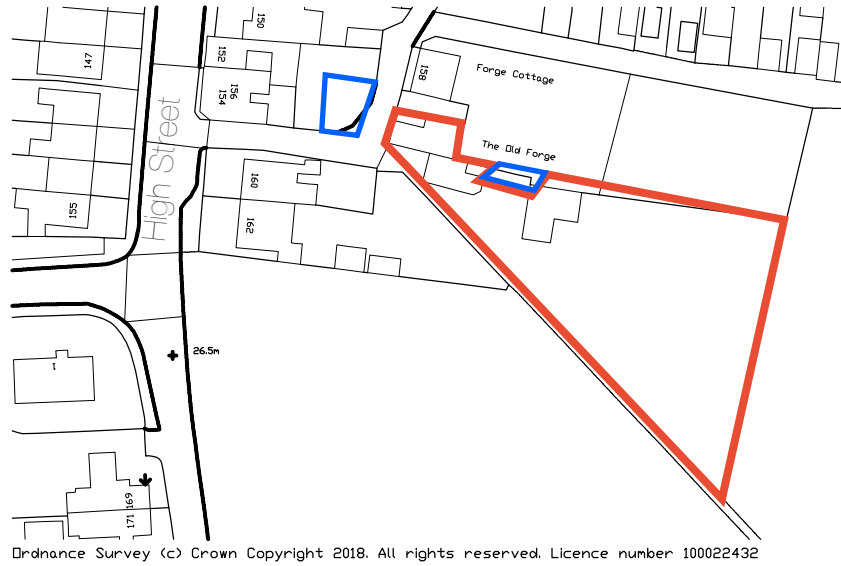 150
152
147
156
154
158
Forge Cottage
High Street
The Old Forge
160
155
162
26.5m
1
169
171
Ordnance Survey (c) Crown Copyright 2018. All rights reserved. Licence number 100022432